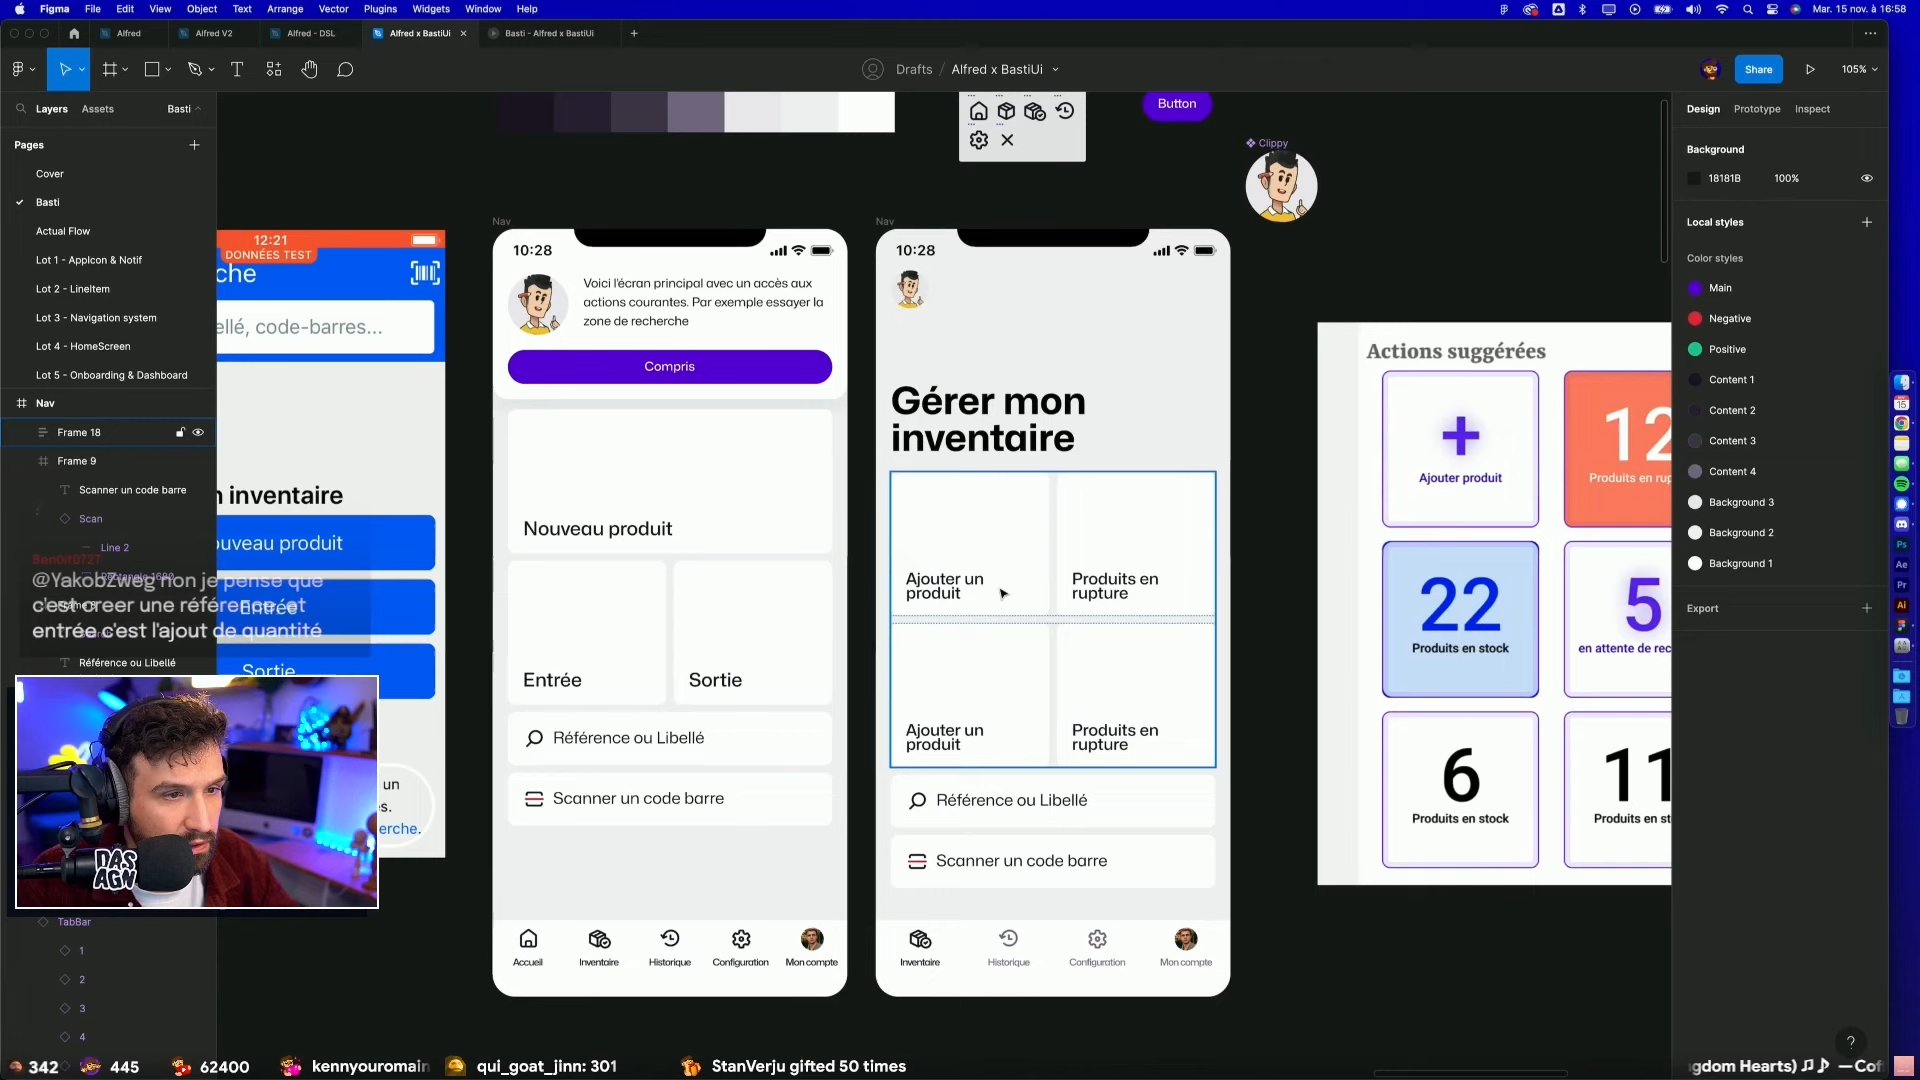 Figma File Edit View Object Text Arrange Vector Plugins Widgets Window Help
Mar. 15 nov. à 16:58
Alfred
Alfred V2
Alfred - DSL
Alfred x BastiUi
Basti - Alfred x BastiUi
Drafts / Alfred x BastiUi
Share
105%
Layers Assets Basti
Pages
Cover
Basti
Actual Flow
Lot 1 - AppIcon & Notif
Lot 2 - LineItem
Lot 3 - Navigation system
Lot 4 - HomeScreen
Lot 5 - Onboarding & Dashboard
Nav
Frame 18
Frame 9
Scanner un code barre
Scan
Line 2
Référence ou Libellé
TabBar
1
2
3
4
Ben0it0727
@YakobZweg non je pense que
c'est creer une référence, et
entrée c'est l'ajout de quantité
12:21
DONNÉES TEST
che
ellé, code-barres...
n inventaire
ouveau produit
Entrée
Sortie
un
s.
erche.
DAS
AGN
Nav
10:28
Voici l'écran principal avec un accès aux
actions courantes. Par exemple essayer la
zone de recherche
Compris
Nouveau produit
Entrée
Sortie
Référence ou Libellé
Scanner un code barre
Accueil
Inventaire
Historique
Configuration
Mon compte
Nav
10:28
Gérer mon
inventaire
Ajouter un
produit
Produits en
rupture
Ajouter un
produit
Produits en
rupture
Référence ou Libellé
Scanner un code barre
Inventaire
Historique
Configuration
Mon compte
Button
Clippy
Actions suggérées
+
Ajouter produit
12
Produits en rup
22
Produits en stock
5
en attente de rec
6
Produits en stock
11
Produits en st
Design Prototype Inspect
Background
18181B 100%
Local styles
Color styles
Main
Negative
Positive
Content 1
Content 2
Content 3
Content 4
Background 3
Background 2
Background 1
Export
15
Ps
Ae
Pr
Ai
?
342
445
62400
kennyouromain
qui_goat_jinn: 301
StanVerju gifted 50 times
gdom Hearts) ♫♪ —Cof